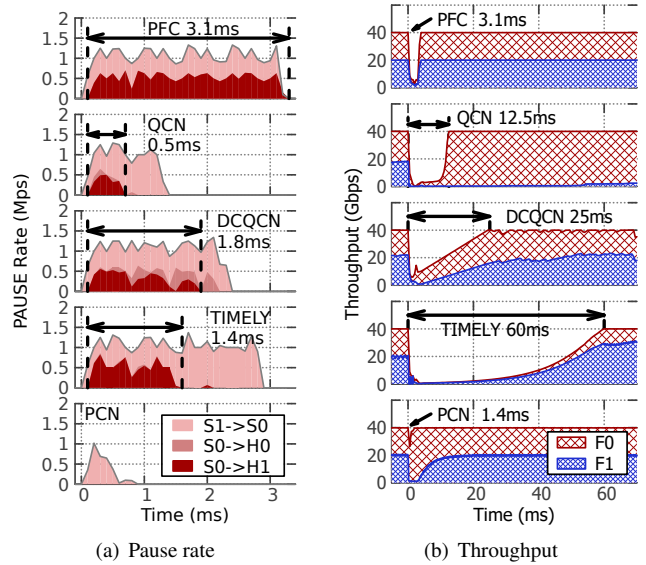 PAUSE Rate (Mps)
2
1.5
1
0.5
0
PFC 3.1ms
2
1.5
1
0.5
0
QCN
0.5ms
2
1.5
1
0.5
0
DCQCN
1.8ms
2
1.5
1
0.5
0
TIMELY
1.4ms
2
1.5
1
0.5
0
PCN
S1->S0
S0->H0
S0->H1
0 1 2 3
Time (ms)
(a) Pause rate
Throughput (Gbps)
40
20
0
PFC 3.1ms
40
20
0
QCN 12.5ms
40
20
0
DCQCN 25ms
40
20
0
TIMELY 60ms
40
20
0
PCN 1.4ms
F0
F1
0 20 40 60
Time (ms)
(b) Throughput